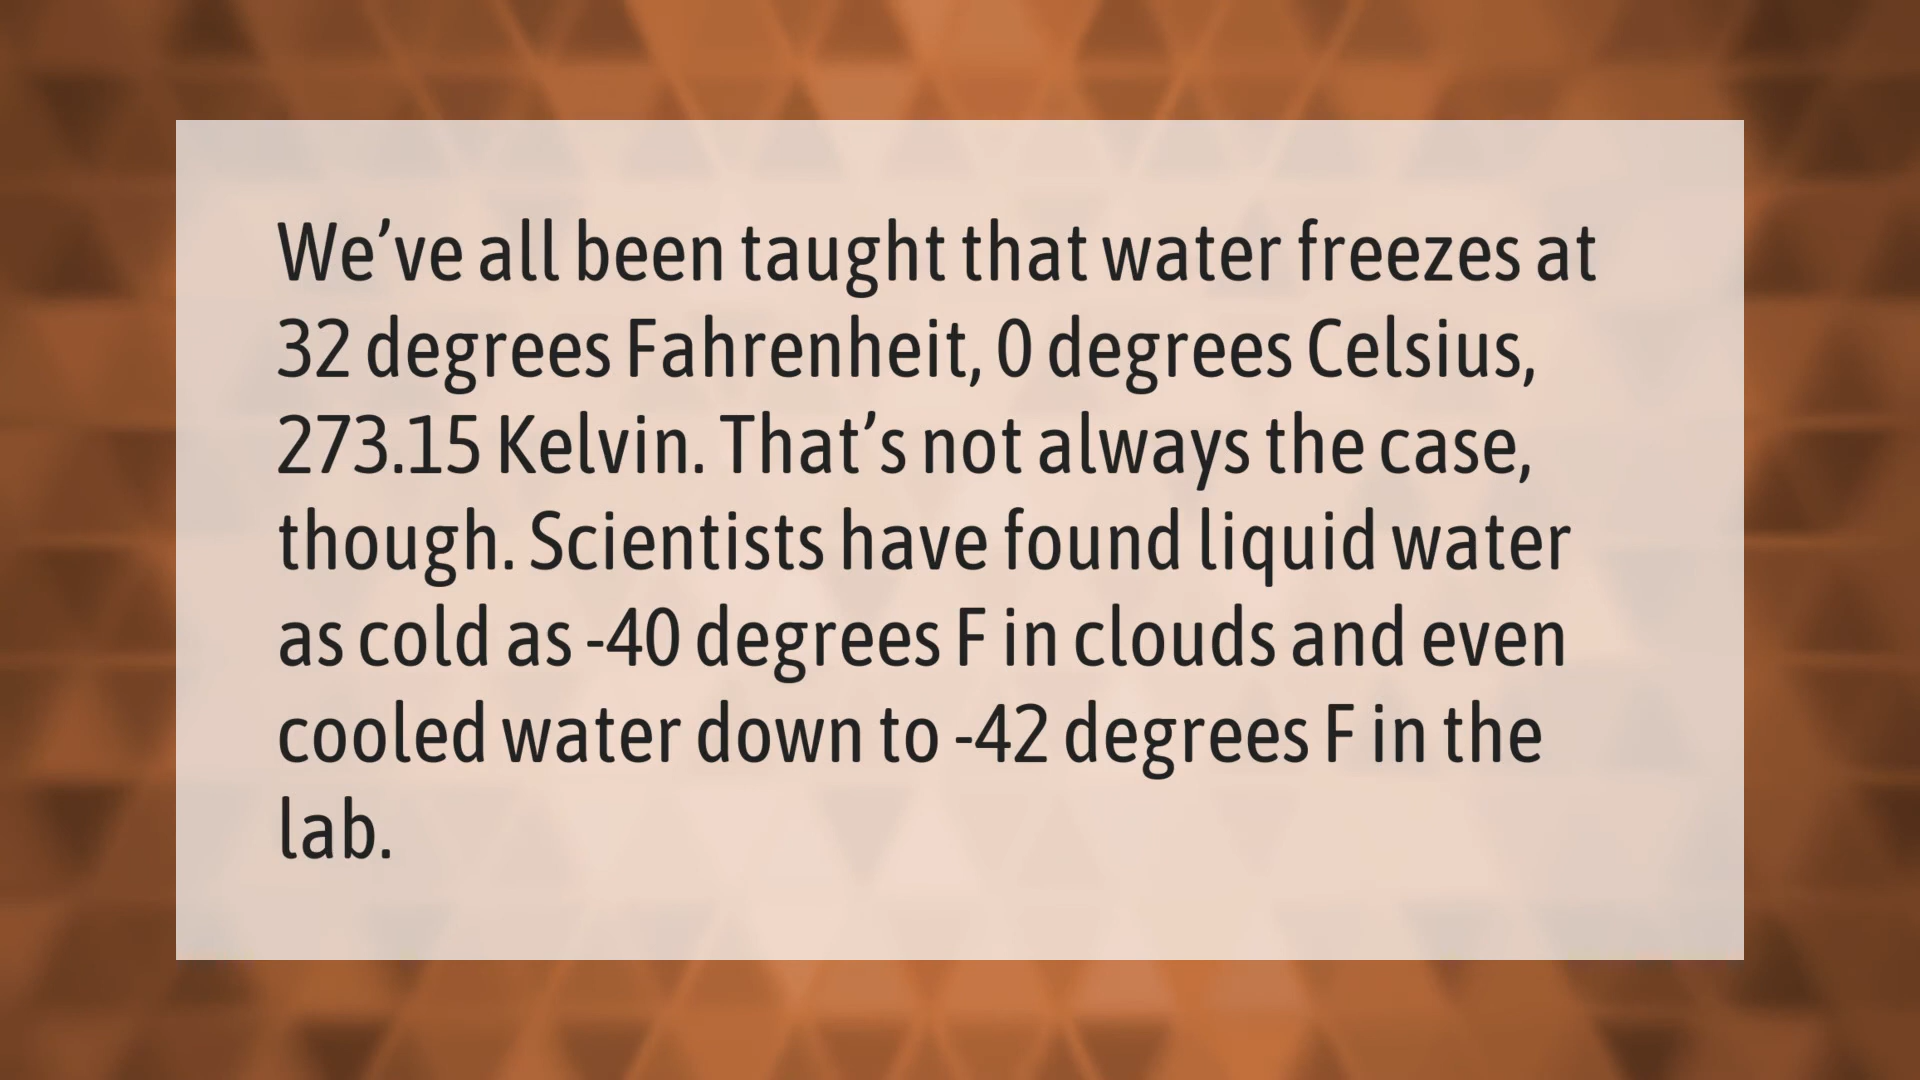 We’ve all been taught that water freezes at
32 degrees Fahrenheit, 0 degrees Celsius,
273.15 Kelvin. That’s not always the case,
though. Scientists have found liquid water
as cold as -40 degrees F in clouds and even
cooled water down to -42 degrees F in the
lab.